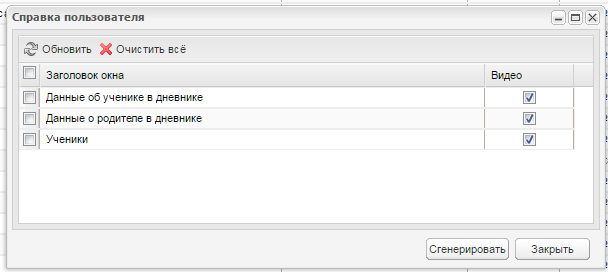 Справка пользователя
Обновить Очистить всё
Заголовок окна Видео
Данные об ученике в дневнике
Данные о родителе в дневнике
Ученики
Сгенерировать Закрыть